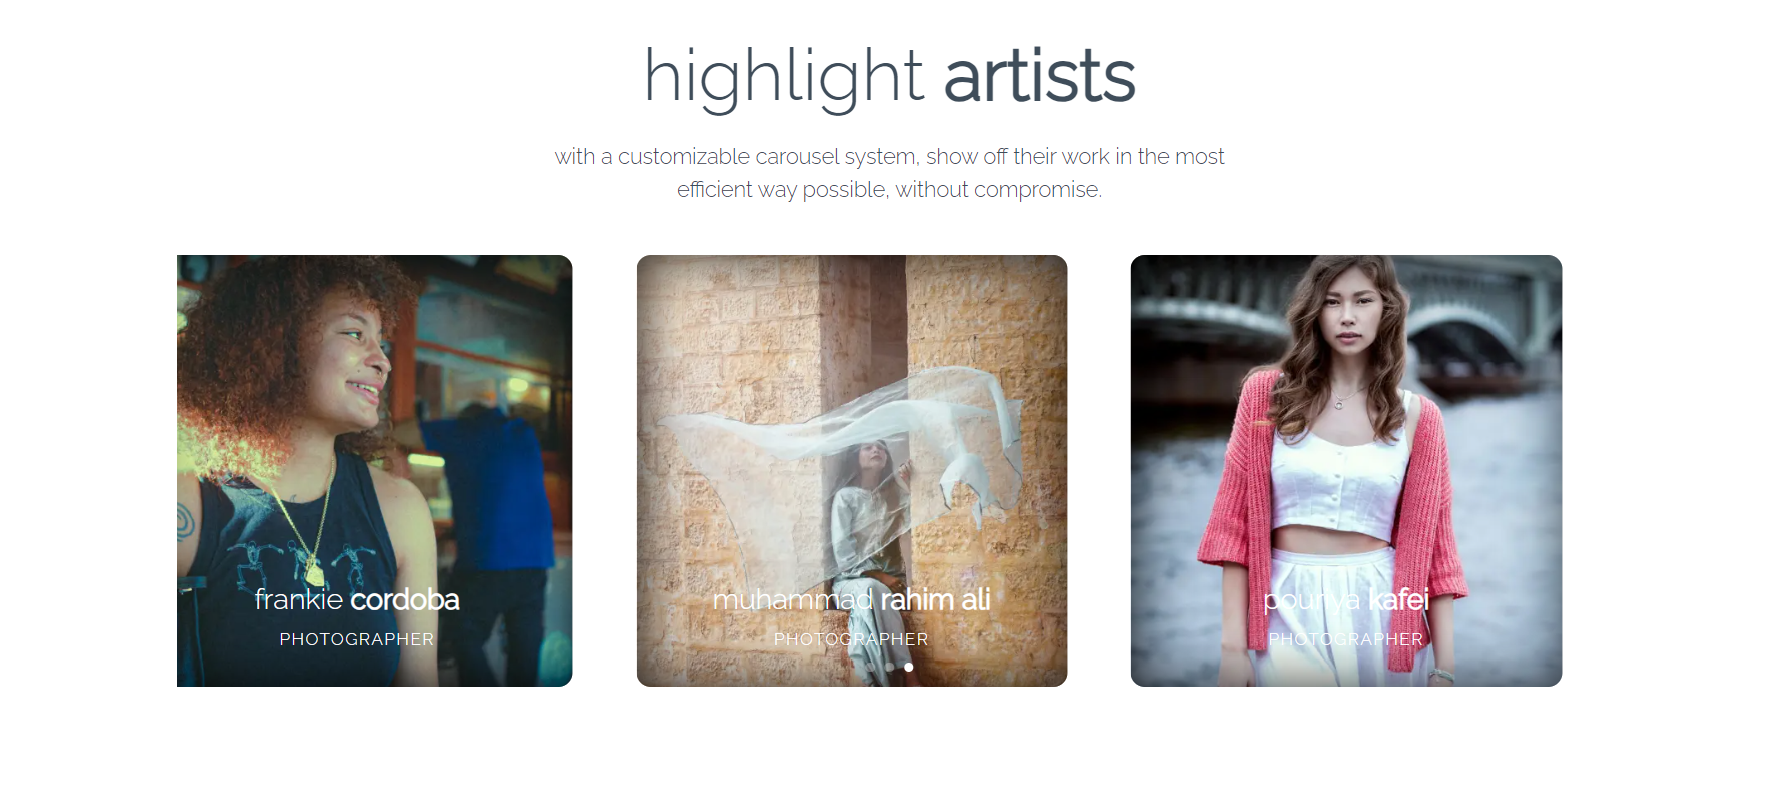 highlight artists
with a customizable carousel system, show off their work in the most
efficient way possible, without compromise.
frankie cordoba
PHOTOGRAPHER
muhammad rahim ali
PHOTOGRAPHER
pouriya kafei
PHOTOGRAPHER